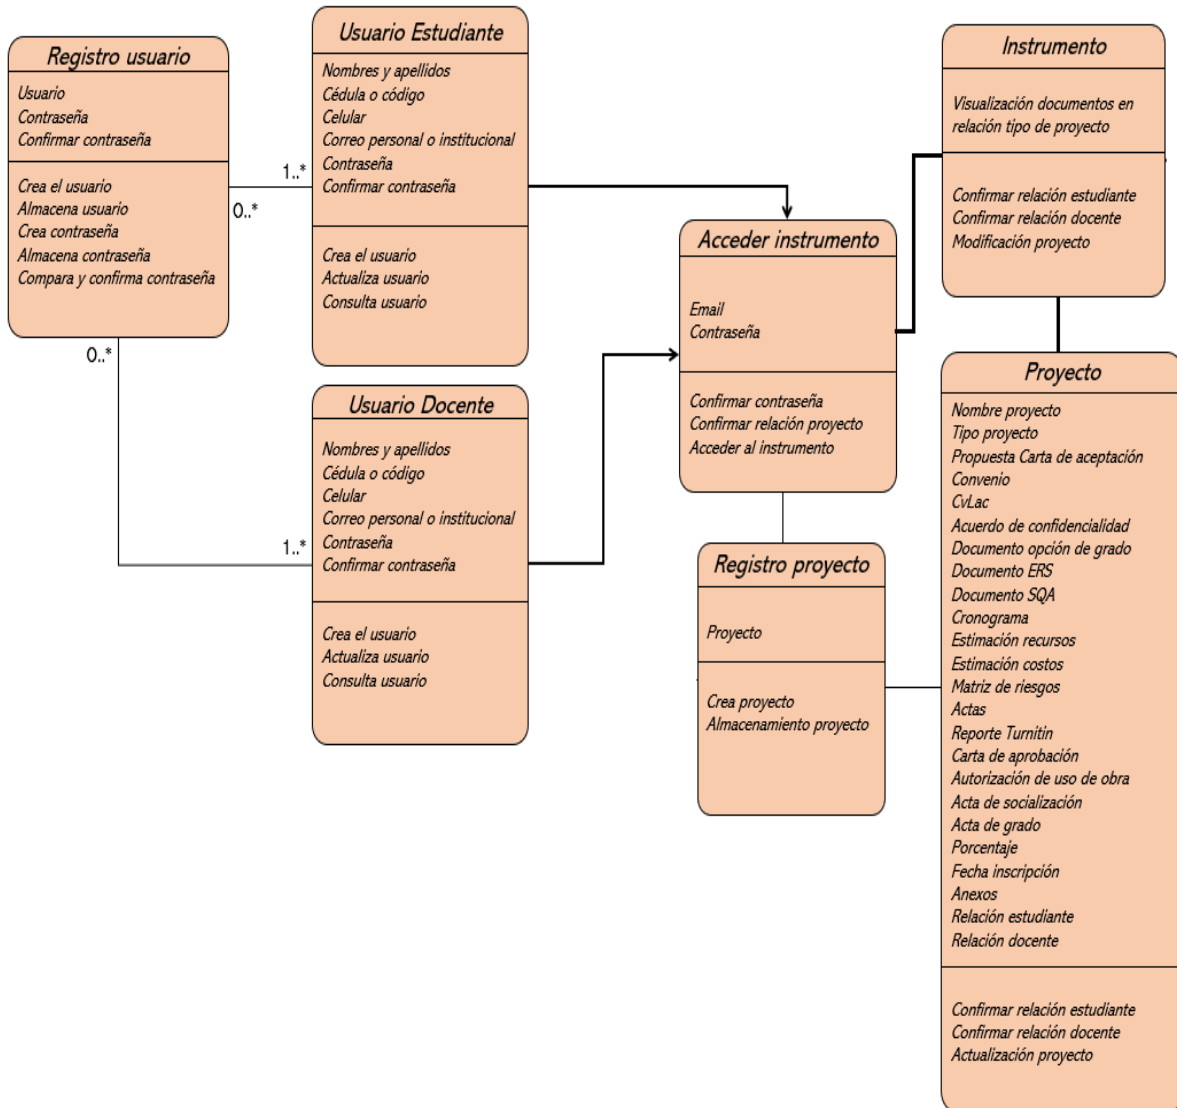 Registro usuario
Usuario
Contraseña
Confirmar contraseña
Crea el usuario
Almacena usuario
Crea contraseña
Almacena contraseña
Compara y confirma contraseña
1..*
0..*
0..*
1..*
Usuario Estudiante
Nombres y apellidos
Cédula o código
Celular
Correo personal o institucional
Contraseña
Confirmar contraseña
Crea el usuario
Actualiza usuario
Consulta usuario
Usuario Docente
Nombres y apellidos
Cédula o código
Celular
Correo personal o institucional
Contraseña
Confirmar contraseña
Crea el usuario
Actualiza usuario
Consulta usuario
Acceder instrumento
Email
Contraseña
Confirmar contraseña
Confirmar relación proyecto
Acceder al instrumento
Registro proyecto
Proyecto
Crea proyecto
Almacenamiento proyecto
Instrumento
Visualización documentos en
relación tipo de proyecto
Confirmar relación estudiante
Confirmar relación docente
Modificación proyecto
Proyecto
Nombre proyecto
Tipo proyecto
Propuesta Carta de aceptación
Convenio
CvLac
Acuerdo de confidencialidad
Documento opción de grado
Documento ERS
Documento SQA
Cronograma
Estimación recursos
Estimación costos
Matriz de riesgos
Actas
Reporte Turnitin
Carta de aprobación
Autorización de uso de obra
Acta de socialización
Acta de grado
Porcentaje
Fecha inscripción
Anexos
Relación estudiante
Relación docente
Confirmar relación estudiante
Confirmar relación docente
Actualización proyecto